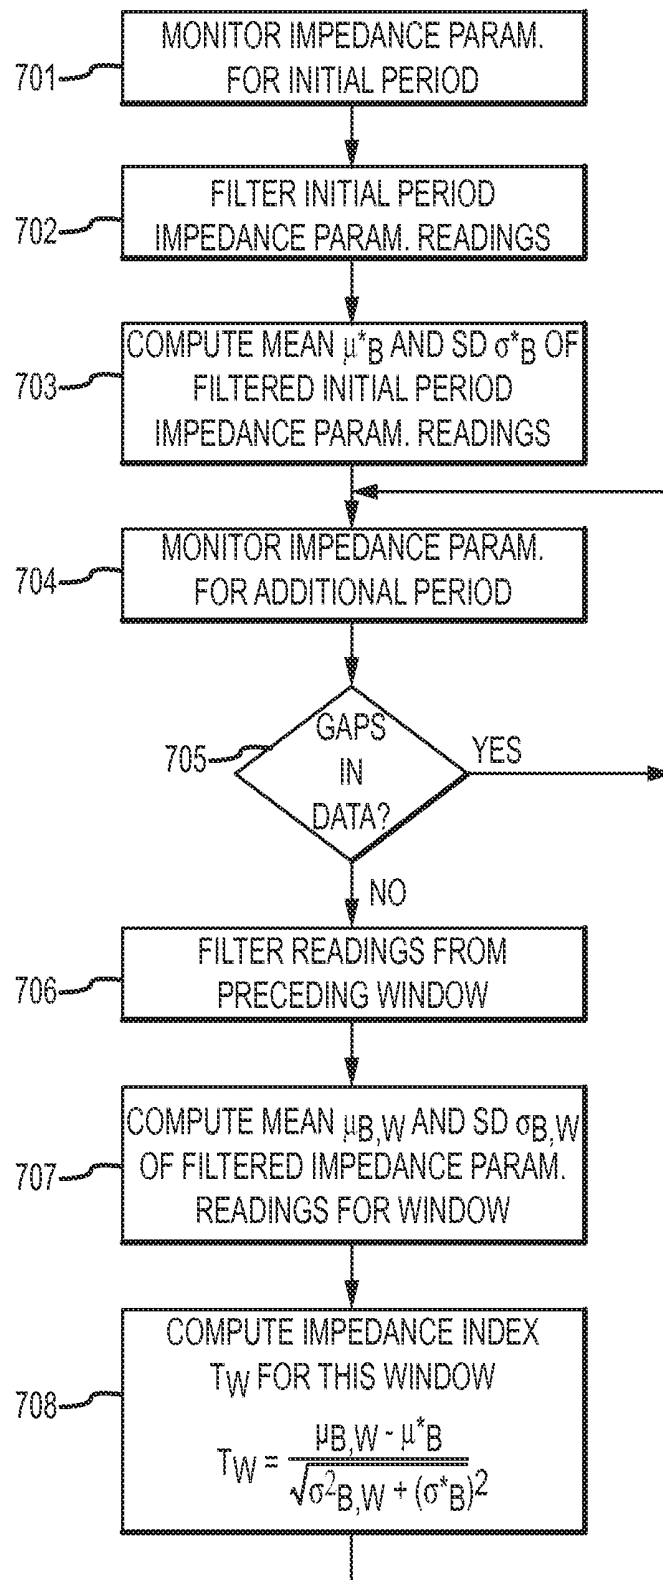 701
MONITOR IMPEDANCE PARAM.
FOR INITIAL PERIOD
702
FILTER INITIAL PERIOD
IMPEDANCE PARAM. READINGS
703
COMPUTE MEAN μ*B AND SD σ*B OF
FILTERED INITIAL PERIOD
IMPEDANCE PARAM. READINGS
704
MONITOR IMPEDANCE PARAM.
FOR ADDITIONAL PERIOD
705
GAPS
IN
DATA?
YES
NO
706
FILTER READINGS FROM
PRECEDING WINDOW
707
COMPUTE MEAN μB,W AND SD σB,W
OF FILTERED IMPEDANCE PARAM.
READINGS FOR WINDOW
708
COMPUTE IMPEDANCE INDEX
TW FOR THIS WINDOW
TW = (μB,W - μ*B) / √σ²B,W + (σ*B)²